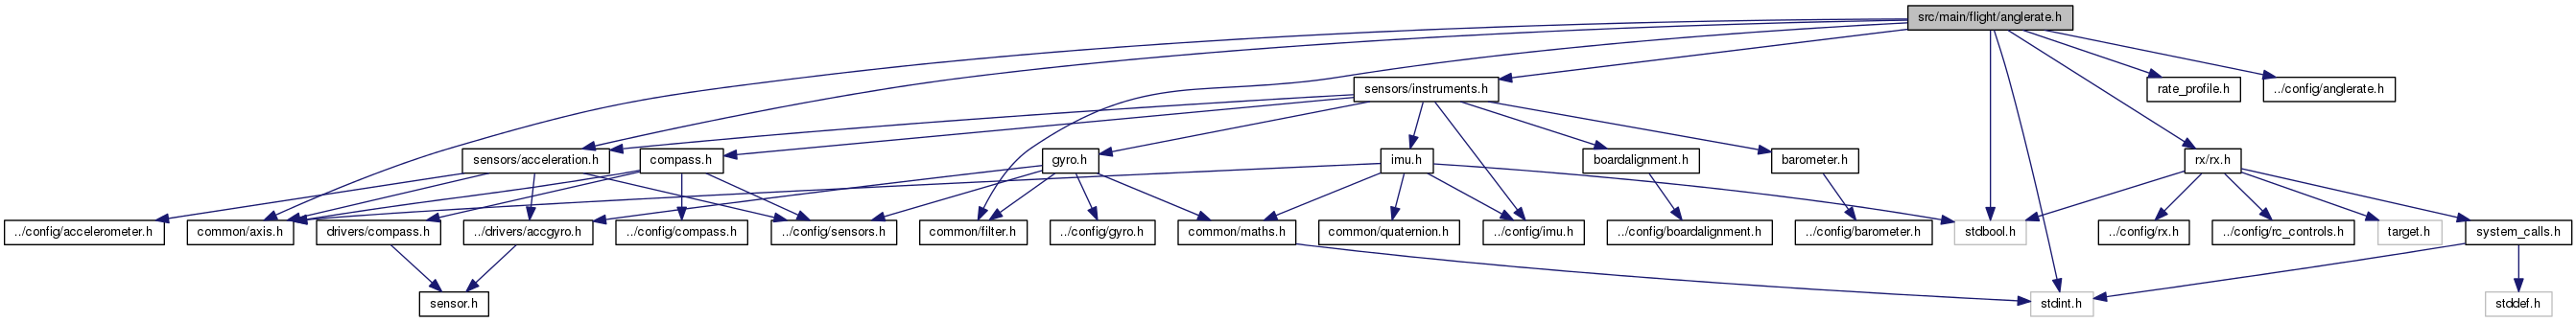 src/main/flight/anglerate.h
sensors/instruments.h
rate_profile.h
../config/anglerate.h
sensors/acceleration.h
compass.h
gyro.h
imu.h
boardalignment.h
barometer.h
rx/rx.h
../config/accelerometer.h
common/axis.h
drivers/compass.h
../drivers/accgyro.h
../config/compass.h
../config/sensors.h
common/filter.h
../config/gyro.h
common/maths.h
common/quaternion.h
../config/imu.h
../config/boardalignment.h
../config/barometer.h
stdbool.h
../config/rx.h
../config/rc_controls.h
target.h
system_calls.h
sensor.h
stdint.h
stddef.h